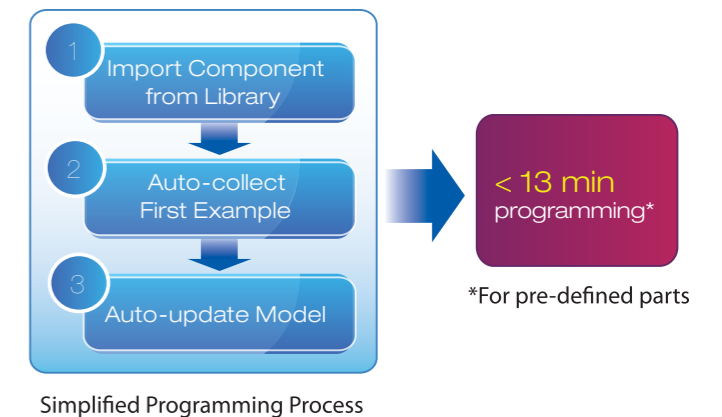 1
Import Component
from Library
2
Auto-collect
First Example
3
Auto-update Model
< 13 min
programming*
*For pre-defined parts
Simplified Programming Process